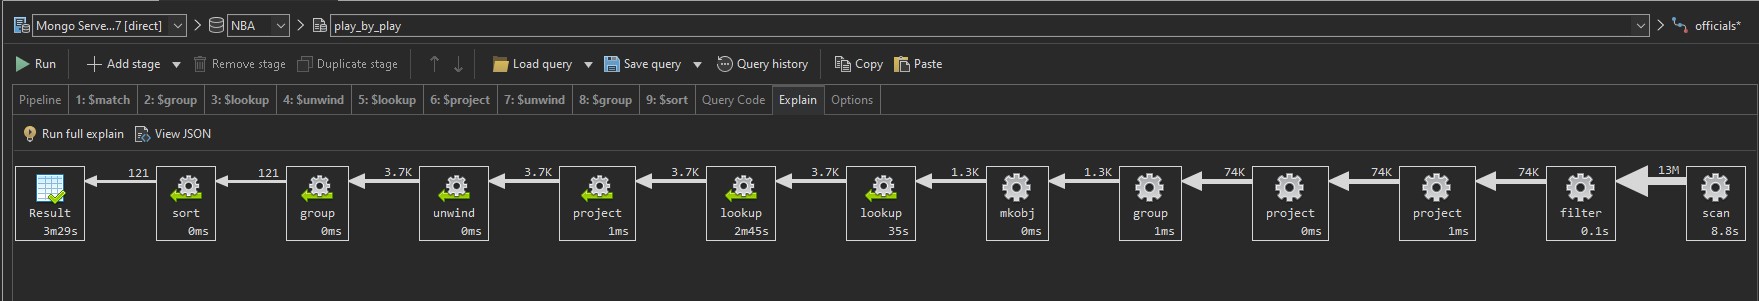 Mongo Serve...7 [direct] NBA play_by_play officials*
Run Add stage Remove stage Duplicate stage Load query Save query Query history Copy Paste
Pipeline 1: $match 2: $group 3: $lookup 4: $unwind 5: $lookup 6: $project 7: $unwind 8: $group 9: $sort Query Code Explain Options
Run full explain View JSON
121 121 3.7K 3.7K 3.7K 3.7K 1.3K 1.3K 74K 74K 74K 13M
Result sort group unwind project lookup lookup mkobj group project project filter scan
3m29s 0ms 0ms 0ms 1ms 2m45s 35s 0ms 1ms 0ms 1ms 0.1s 8.8s